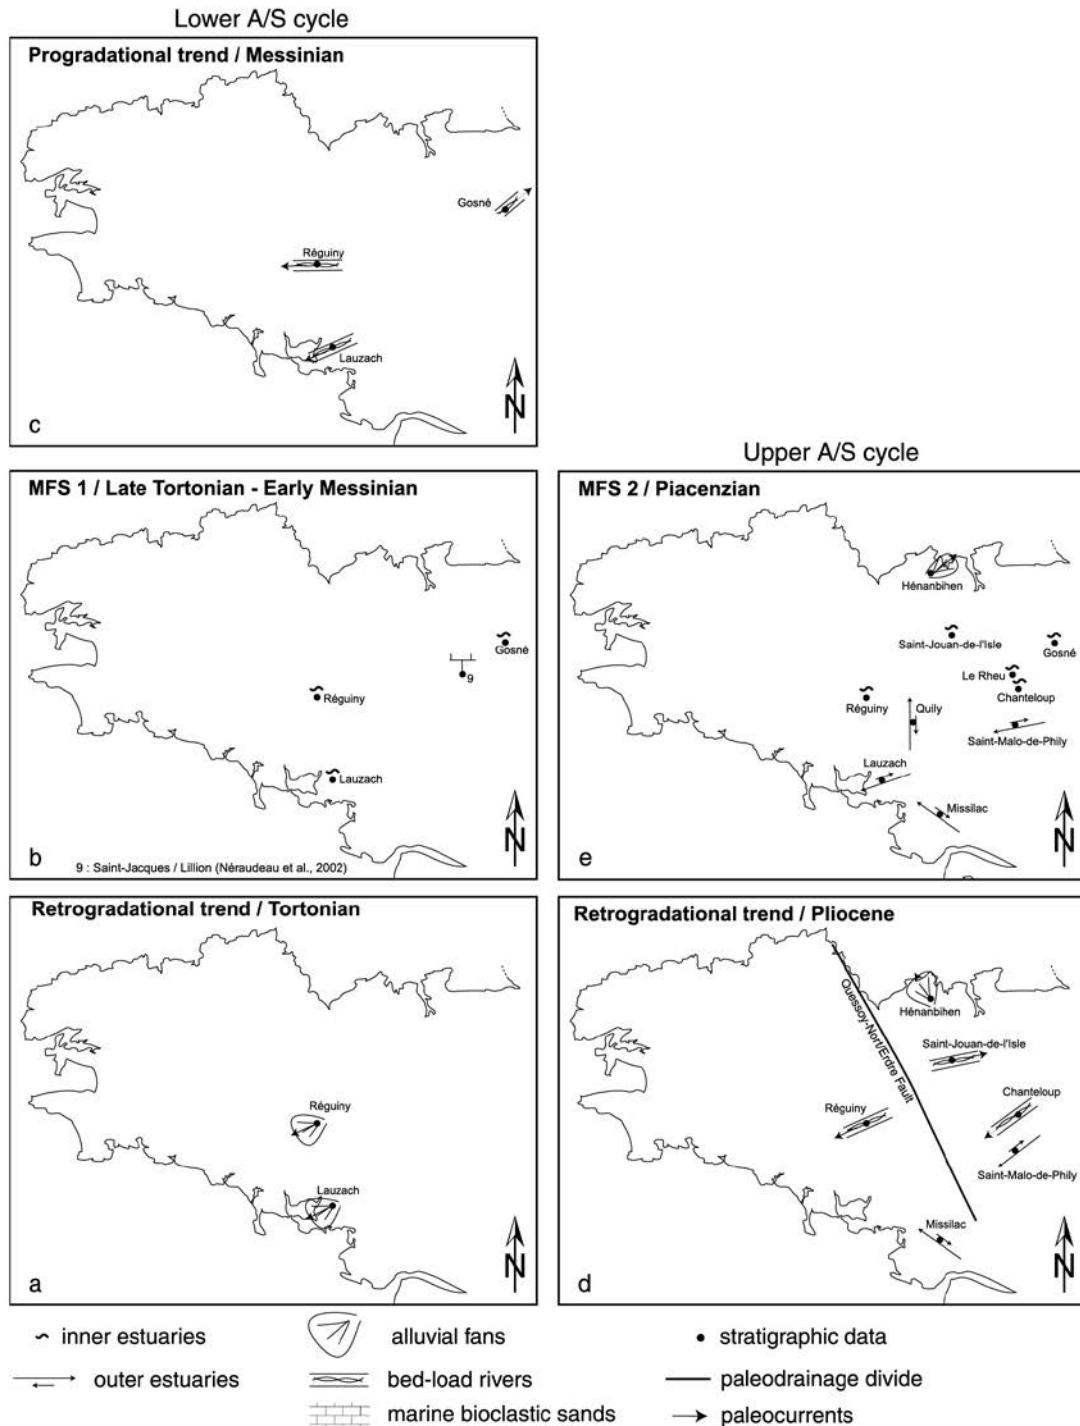 Lower A/S cycle
Progradational trend / Messinian
Gosné
Réguiny
Lauzach
N
c
MFS 1 / Late Tortonian - Early Messinian
Gosné
9
Réguiny
Lauzach
N
b
9 : Saint-Jacques / Lillion (Néraudeau et al., 2002)
Retrogradational trend / Tortonian
Réguiny
Lauzach
N
a
Upper A/S cycle
MFS 2 / Piacenzian
Hénanbihen
Saint-Jouan-de-l'Isle
Gosné
Le Rheu
Chanteloup
Réguiny
Quily
Saint-Malo-de-Phily
Lauzach
Missilac
N
e
Retrogradational trend / Pliocene
Quessoy-Nort/Erdre Fault
Hénanbihen
Saint-Jouan-de-l'Isle
Chanteloup
Réguiny
Saint-Malo-de-Phily
Missilac
N
d
inner estuaries
alluvial fans
stratigraphic data
outer estuaries
bed-load rivers
paleodrainage divide
marine bioclastic sands
paleocurrents